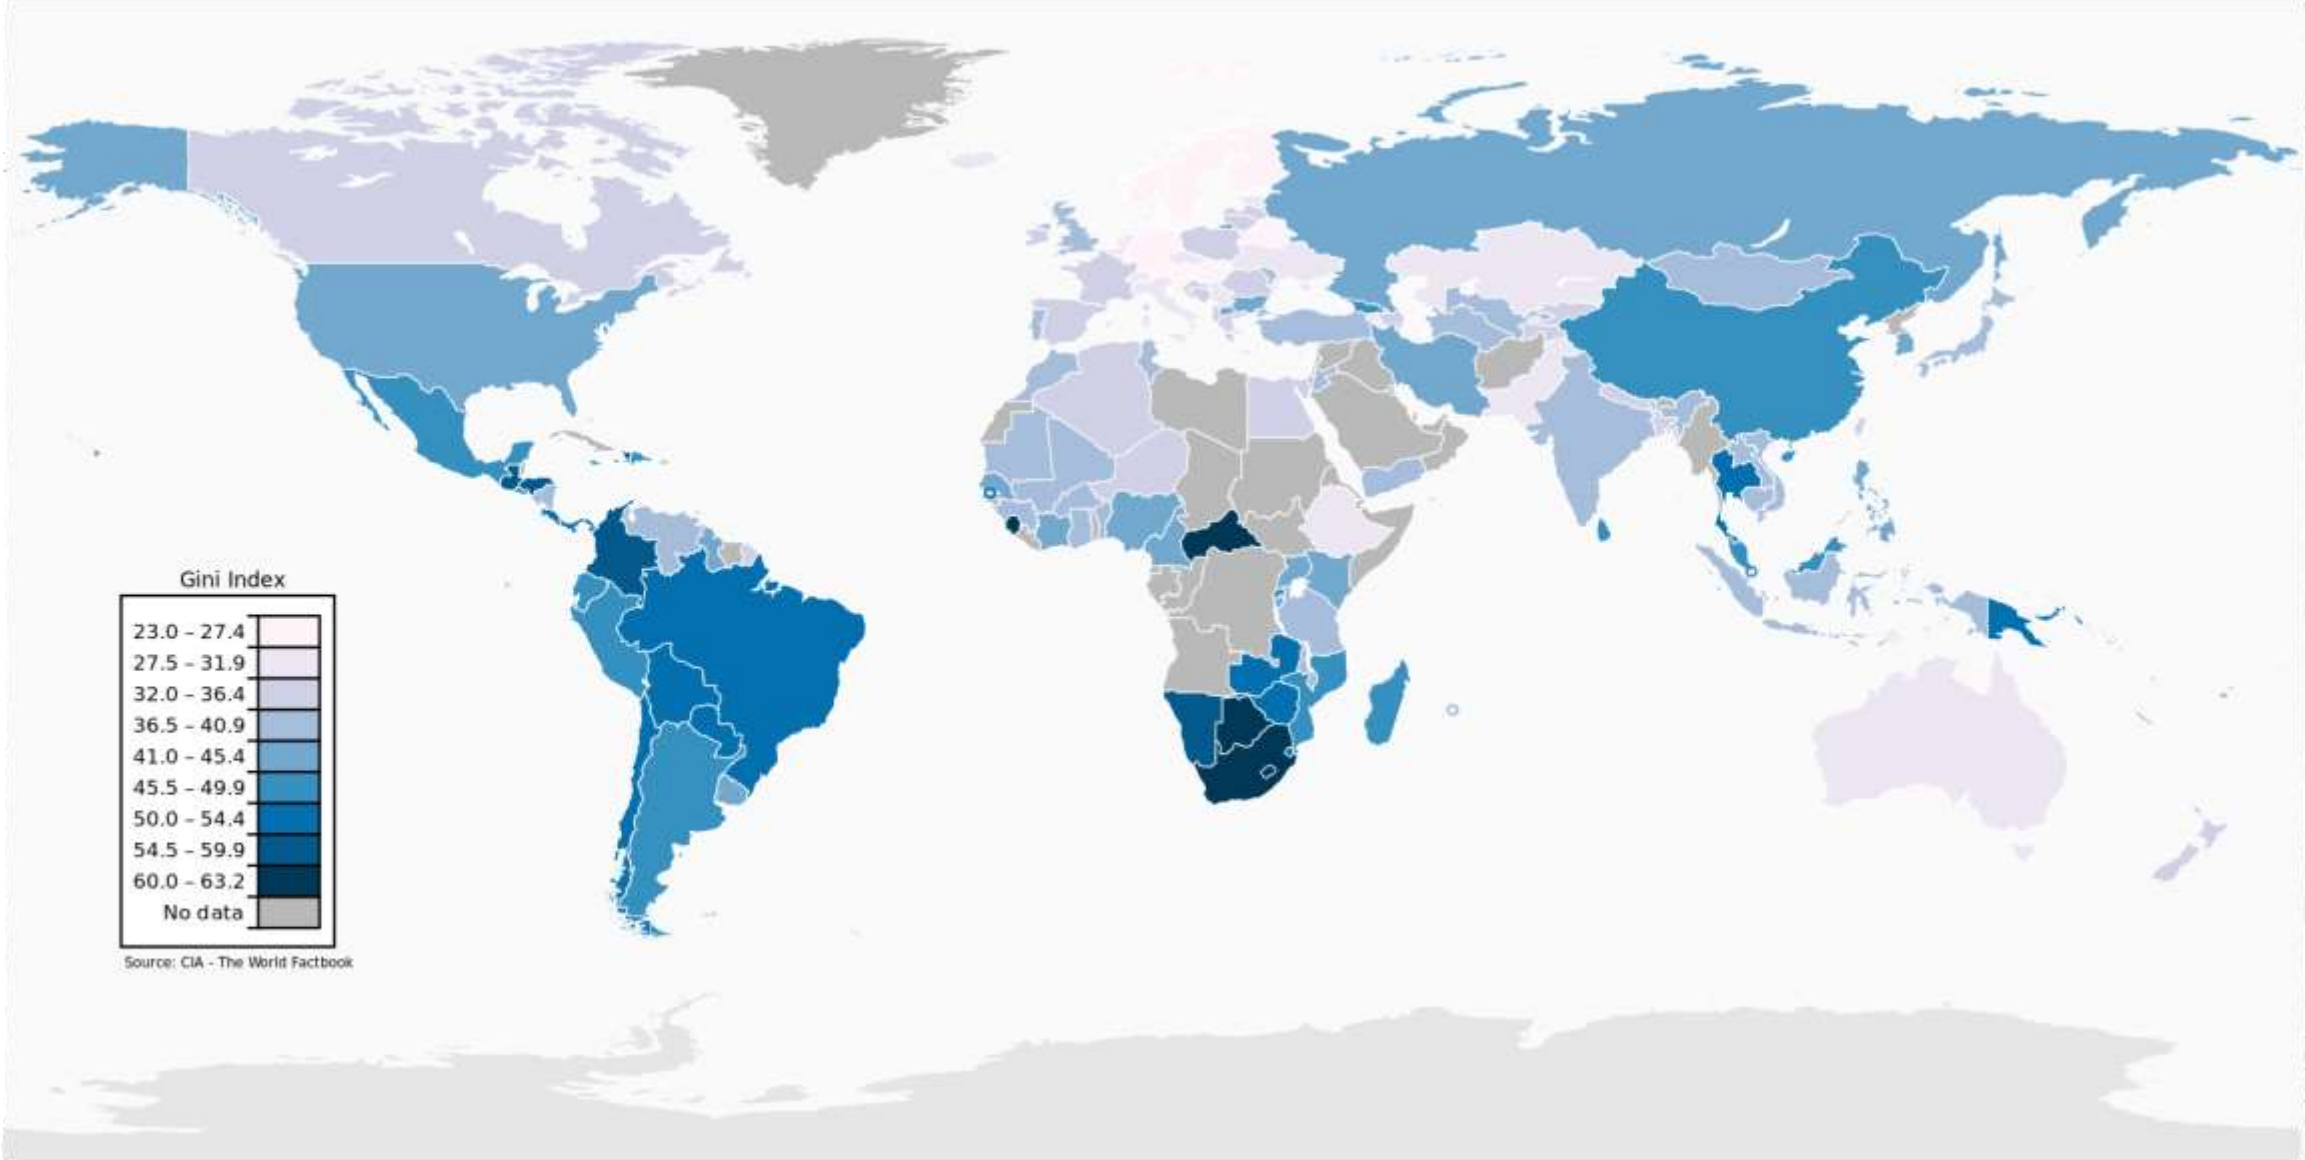 Gini Index
23.0 – 27.4
27.5 – 31.9
32.0 – 36.4
36.5 – 40.9
41.0 – 45.4
45.5 – 49.9
50.0 – 54.4
54.5 – 59.9
60.0 – 63.2
No data
Source: CIA - The World Factbook